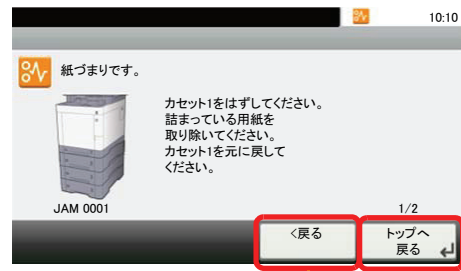 10:10
紙づまりです。
カセット1をはずしてください。
詰まっている用紙を
取り除いてください。
カセット1を元に戻して
ください。
JAM 0001
1/2
<戻る
トップへ
戻る